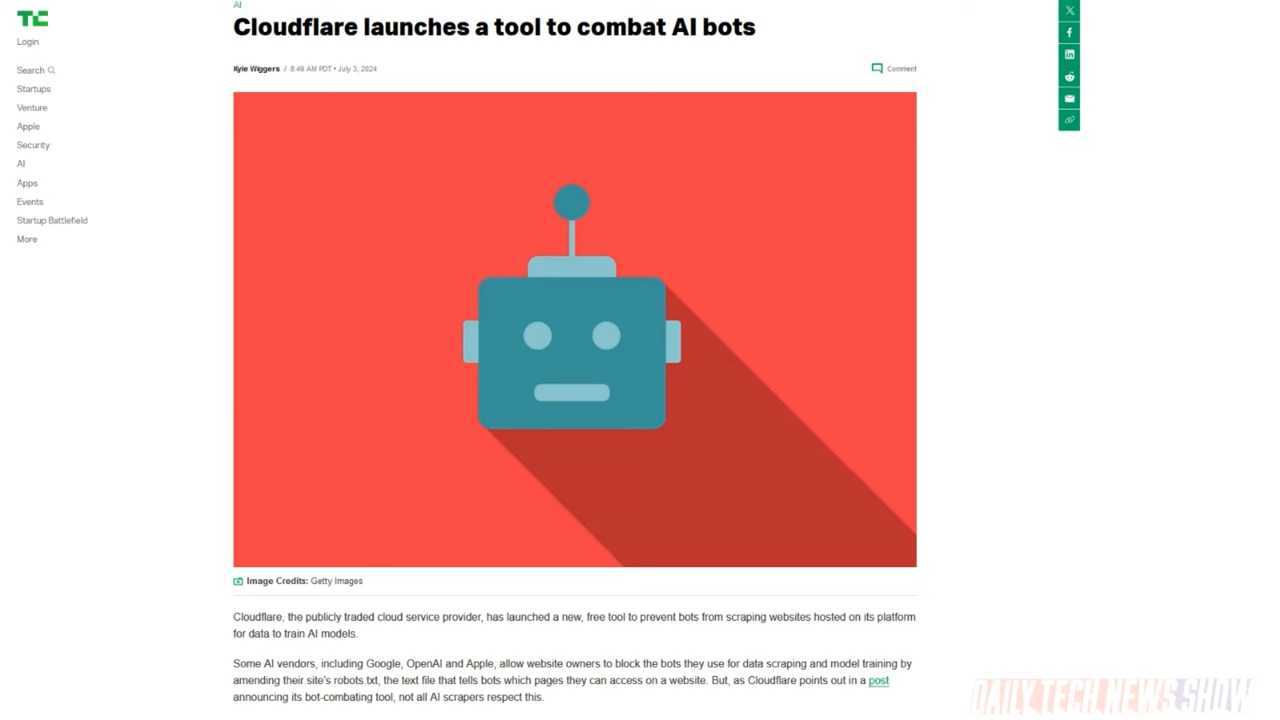 TC
Login
Search
Startups
Venture
Apple
Security
AI
Apps
Events
Startup Battlefield
More
AI
Cloudflare launches a tool to combat AI bots
Kyle Wiggers / 8:49 AM PDT • July 3, 2024
Comment
Image Credits: Getty Images
Cloudflare, the publicly traded cloud service provider, has launched a new, free tool to prevent bots from scraping websites hosted on its platform
for data to train AI models.
Some AI vendors, including Google, OpenAI and Apple, allow website owners to block the bots they use for data scraping and model training by
amending their site's robots.txt, the text file that tells bots which pages they can access on a website. But, as Cloudflare points out in a post
announcing its bot-combating tool, not all AI scrapers respect this.
DAILY TECH NEWS SHOW